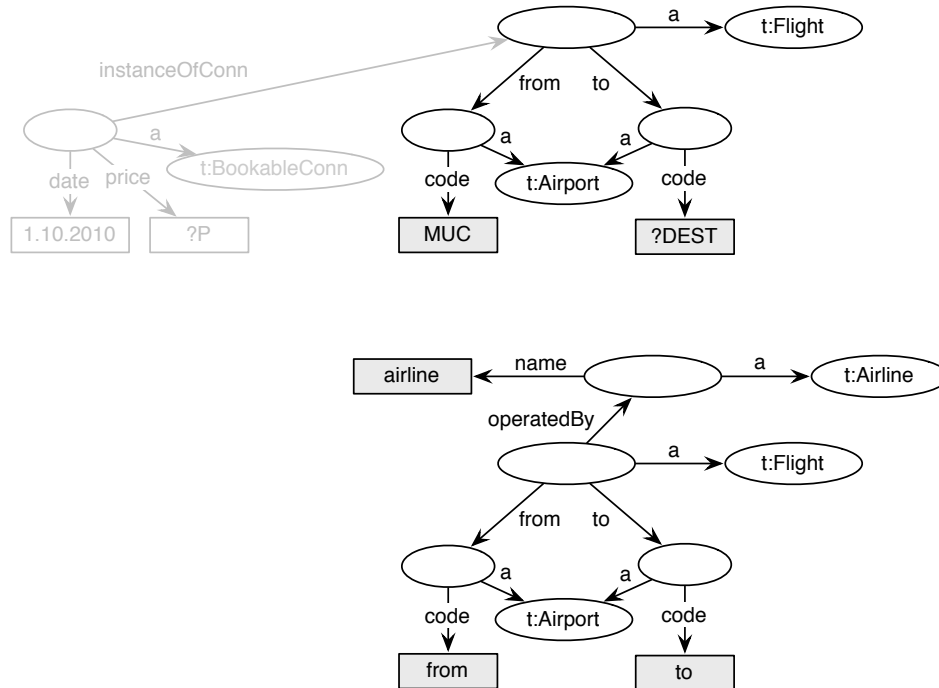 a
t:Flight
instanceOfConn
from
to
a
a
a
t:BookableConn
t:Airport
date
price
code
code
1.10.2010
?P
MUC
?DEST
name
a
airline
t:Airline
operatedBy
a
t:Flight
from
to
a
a
code
t:Airport
code
from
to